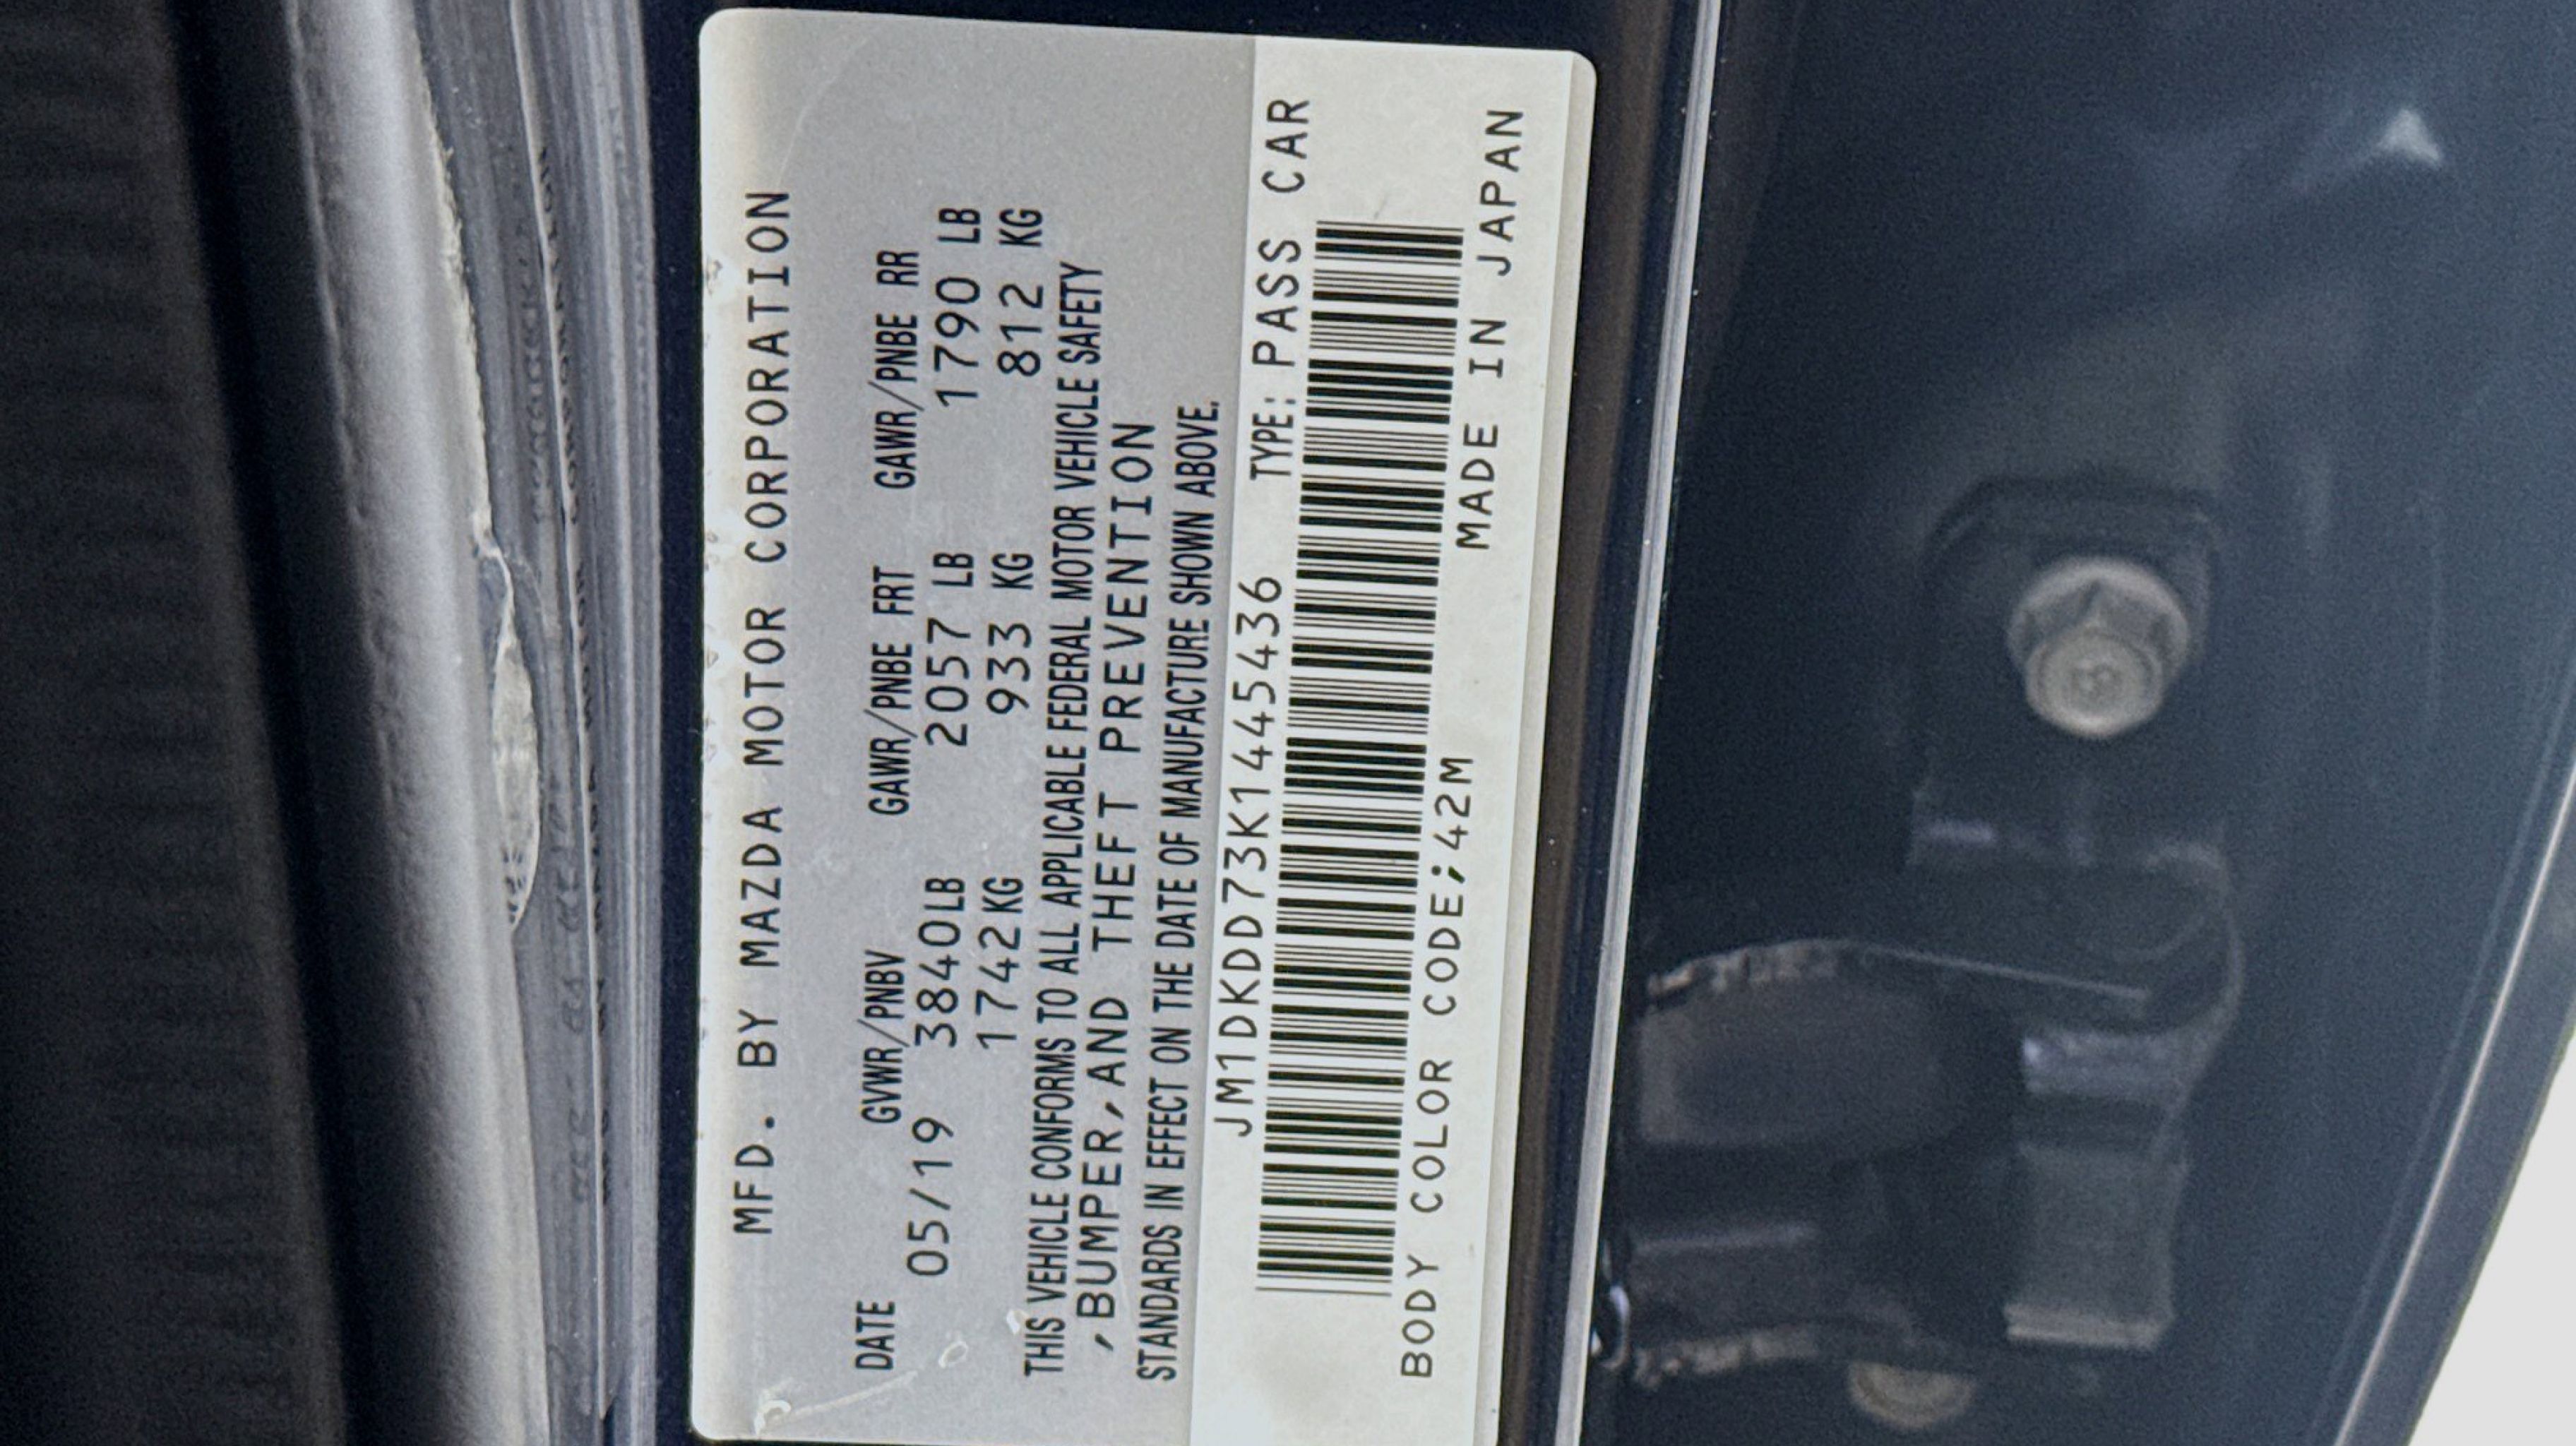 MFD. BY MAZDA MOTOR CORPORATION
DATE GVWR/PNBV GAWR/PNBE FRT GAWR/PNBE RR
05/19 3840LB 2057 LB 1790 LB
1742KG 933 KG 812 KG
THIS VEHICLE CONFORMS TO ALL APPLICABLE FEDERAL MOTOR VEHICLE SAFETY
,BUMPER,AND THEFT PREVENTION
STANDARDS IN EFFECT ON THE DATE OF MANUFACTURE SHOWN ABOVE.
JM1DKDD73K1445436 TYPE: PASS CAR
BODY COLOR CODE;42M MADE IN JAPAN